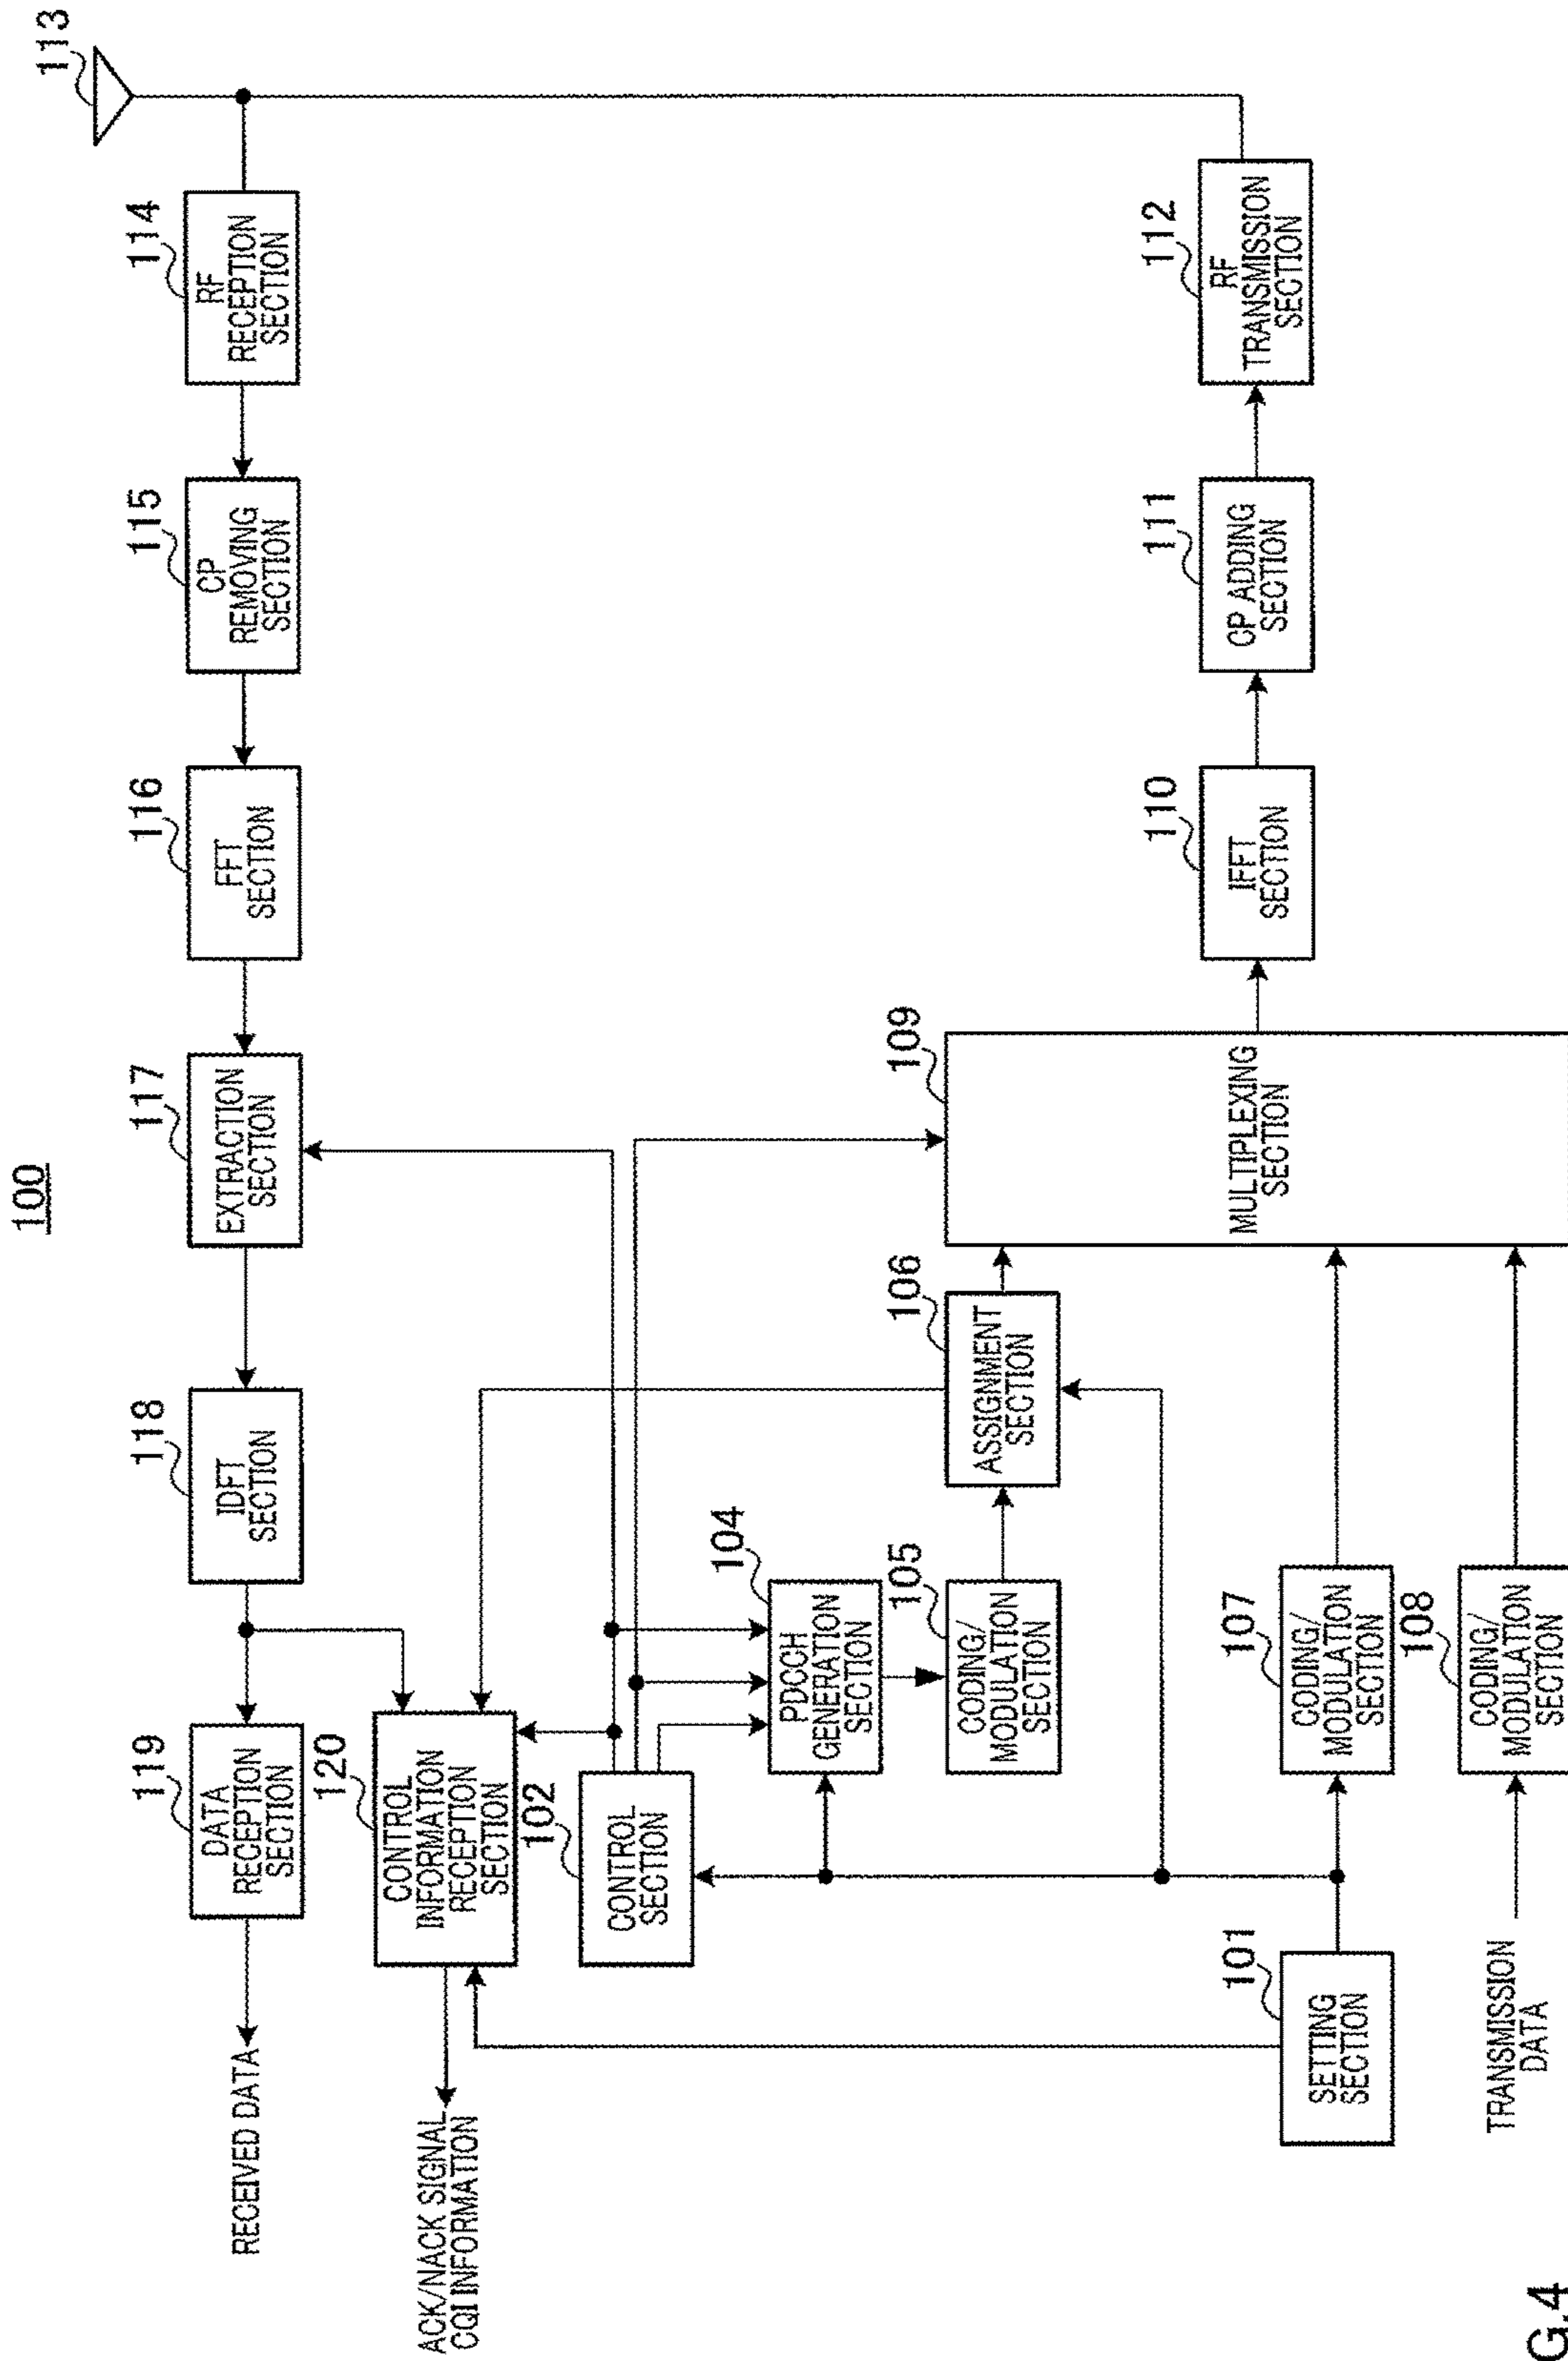 100
113
114
RF
RECEPTION
SECTION
115
CP
REMOVING
SECTION
116
FFT
SECTION
117
EXTRACTION
SECTION
118
IDFT
SECTION
119
DATA
RECEPTION
SECTION
RECEIVED DATA
120
CONTROL
INFORMATION
RECEPTION
SECTION
ACK/NACK SIGNAL
CQI INFORMATION
102
CONTROL
SECTION
104
PDCCH
GENERATION
SECTION
105
CODING/
MODULATION
SECTION
106
ASSIGNMENT
SECTION
109
MULTIPLEXING
SECTION
110
IFFT
SECTION
111
CP ADDING
SECTION
112
RF
TRANSMISSION
SECTION
101
SETTING
SECTION
107
CODING/
MODULATION
SECTION
108
CODING/
MODULATION
SECTION
TRANSMISSION
DATA
G.4